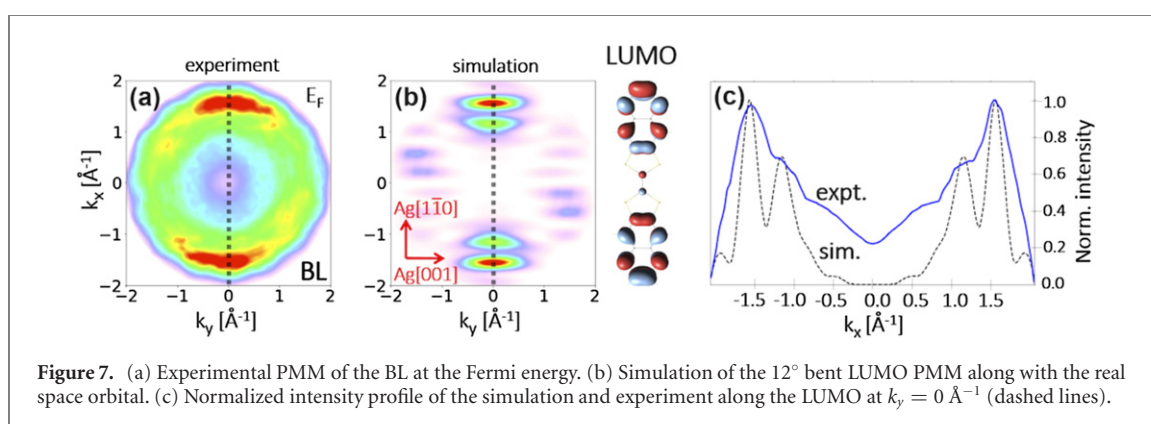 experiment
simulation
LUMO
(a)
E_F
BL
2
1
0
−1
−2
−2 −1 0 1 2
k_x [Å⁻¹]
k_y [Å⁻¹]
(b)
2
1
0
−1
−2
−2 −1 0 1 2
k_y [Å⁻¹]
Ag[11̄0]
Ag[001]
(c)
expt.
sim.
1.0
0.8
0.6
0.4
0.2
0.0
Norm. intensity
-1.5 -1.0 -0.5 0.0 0.5 1.0 1.5
k_x [Å⁻¹]
Figure 7. (a) Experimental PMM of the BL at the Fermi energy. (b) Simulation of the 12° bent LUMO PMM along with the real
space orbital. (c) Normalized intensity profile of the simulation and experiment along the LUMO at k_y = 0 Å⁻¹ (dashed lines).